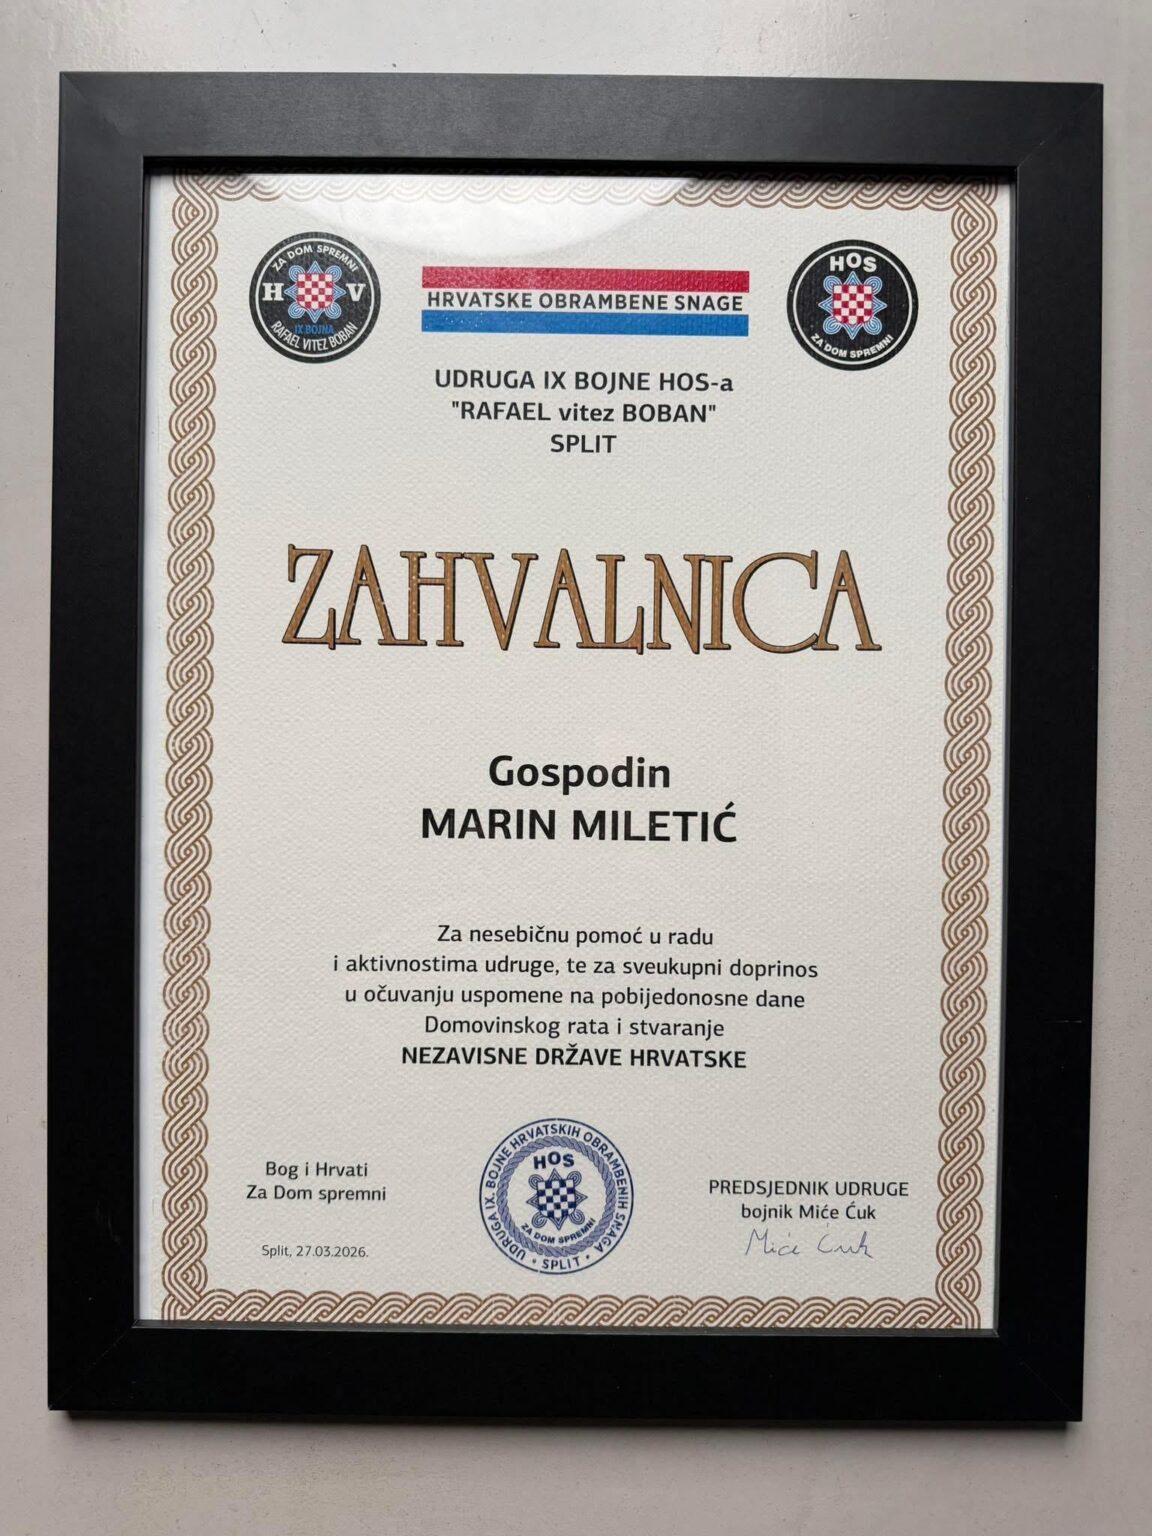 ZA DOM SPREMNI
H V
IX BOJNA
RAFAEL VITEZ BOBAN
HRVATSKE OBRAMBENE SNAGE
HOS
ZA DOM SPREMNI
UDRUGA IX BOJNE HOS-a
"RAFAEL vitez BOBAN"
SPLIT
ZAHVALNICA
Gospodin
MARIN MILETIĆ
Za nesebičnu pomoć u radu
i aktivnostima udruge, te za sveukupni doprinos
u očuvanju uspomene na pobijedonosne dane
Domovinskog rata i stvaranje
NEZAVISNE DRŽAVE HRVATSKE
Bog i Hrvati
Za Dom spremni
Split, 27.03.2026.
UDRUGA IX. BOJNE HRVATSKIH OBRAMBENIH SNAGA
HOS
ZA DOM SPREMNI
• SPLIT •
PREDSJEDNIK UDRUGE
bojnik Miće Ćuk
Miće Ćuk